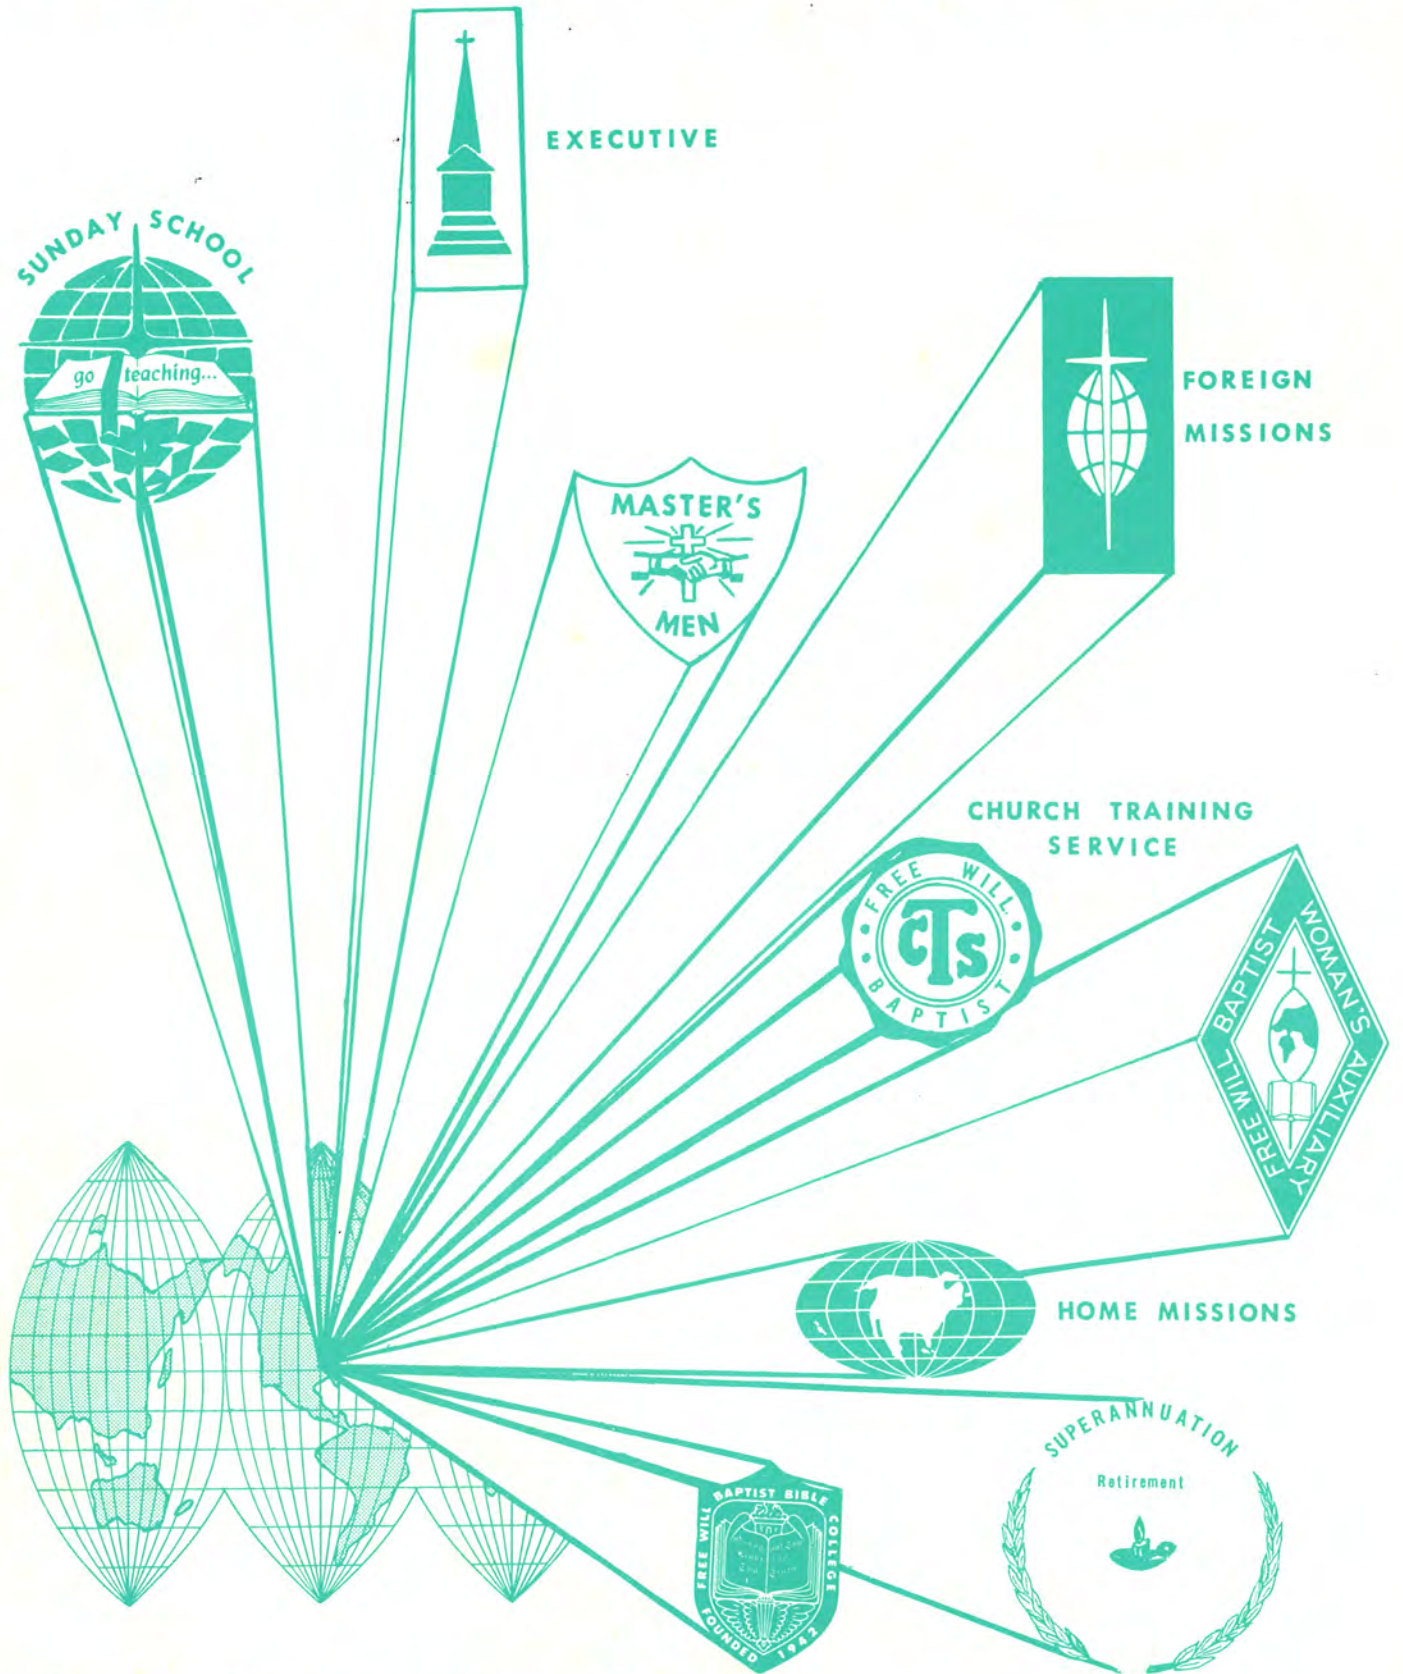 EXECUTIVE
SUNDAY SCHOOL
go teaching...
FOREIGN
MISSIONS
MASTER'S
MEN
CHURCH TRAINING
SERVICE
FREE WILL
CTS
BAPTIST
FREE WILL BAPTIST
WOMAN'S AUXILIARY
HOME MISSIONS
SUPERANNUATION
Retirement
FREE WILL BAPTIST BIBLE COLLEGE
FOUNDED 1942